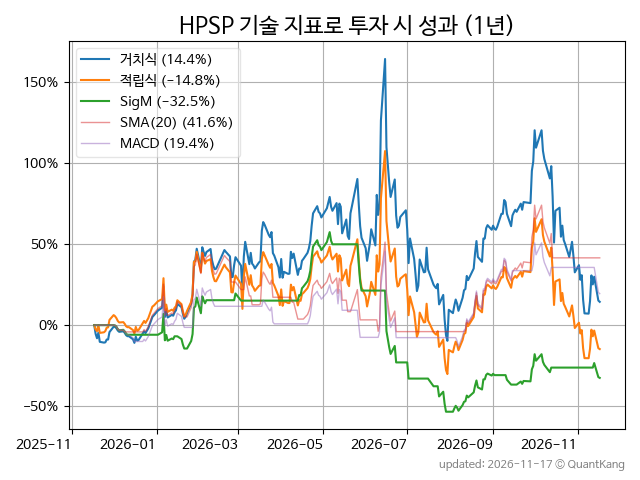 HPSP 기술 지표로 투자 시 성과 (1년)
거치식 (14.4%)
적립식 (−14.8%)
SigM (−32.5%)
SMA(20) (41.6%)
MACD (19.4%)
150%
100%
50%
0%
−50%
2025-11 2026-01 2026-03 2026-05 2026-07 2026-09 2026-11
updated: 2026-11-17 © QuantKang